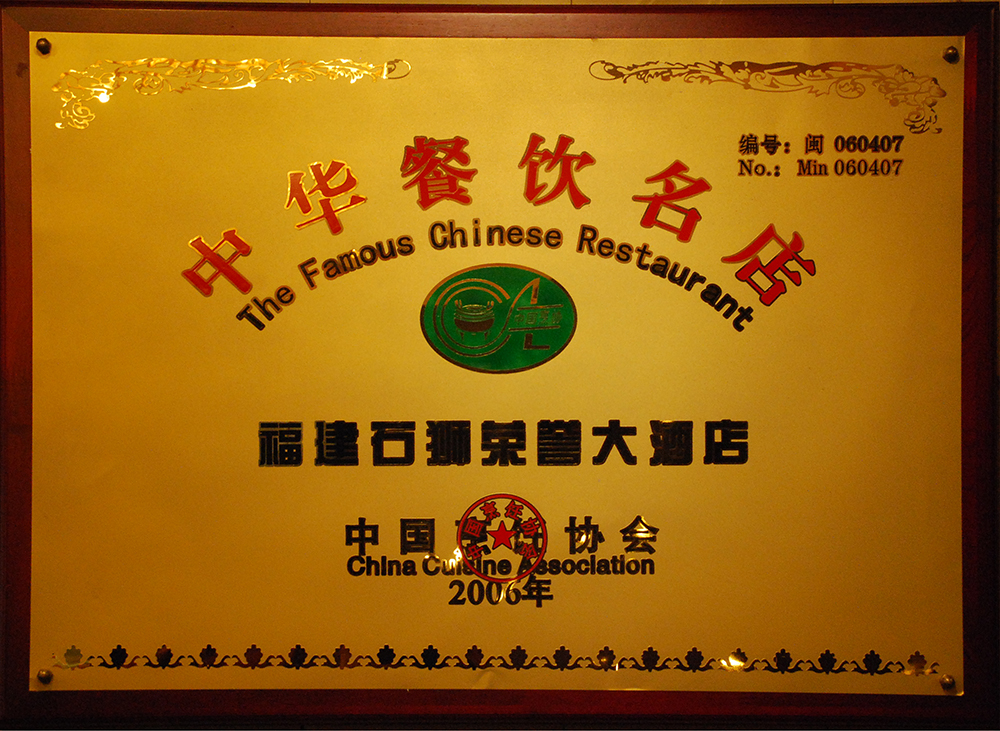 编号：闽 060407
No.: Min 060407
中华餐饮名店
The Famous Chinese Restaurant
福建石狮荣誉大酒店
中国烹饪协会
China Cuisine Association
2006年